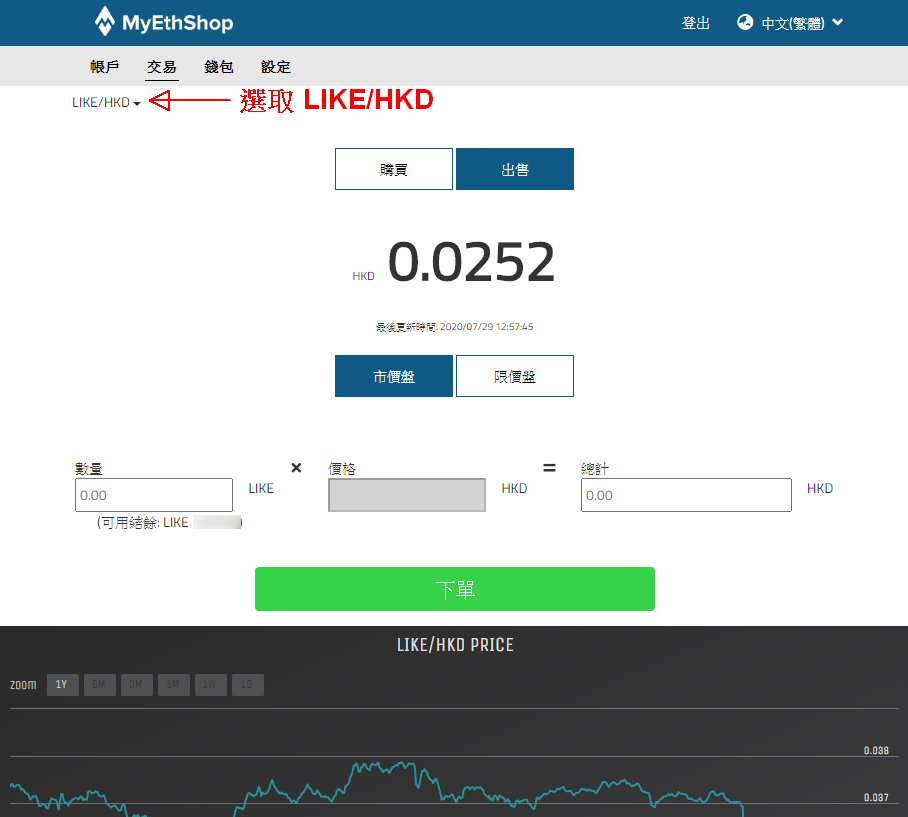 MyEthShop 登出 中文(繁體)
帳戶 交易 錢包 設定
LIKE/HKD 選取 LIKE/HKD
購買 出售
HKD 0.0252
最後更新時間: 2020/07/29 12:57:45
市價盤 限價盤
數量 × 價格 = 總計
0.00 LIKE HKD 0.00 HKD
(可用結餘: LIKE )
下單
LIKE/HKD PRICE
zoom 1Y 6M 3M 1M 1W 1D
0.038
0.037